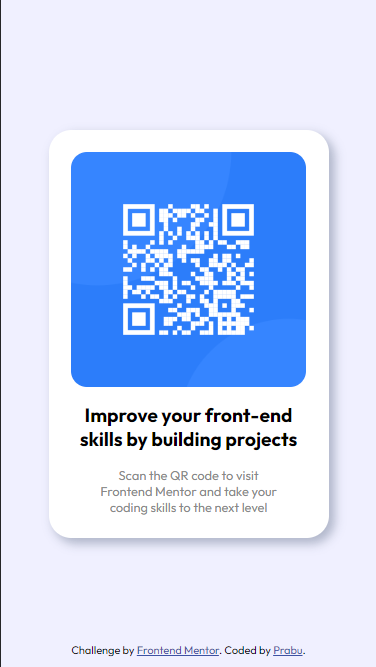 Improve your front-end
skills by building projects
Scan the QR code to visit
Frontend Mentor and take your
coding skills to the next level
Challenge by Frontend Mentor. Coded by Prabu.